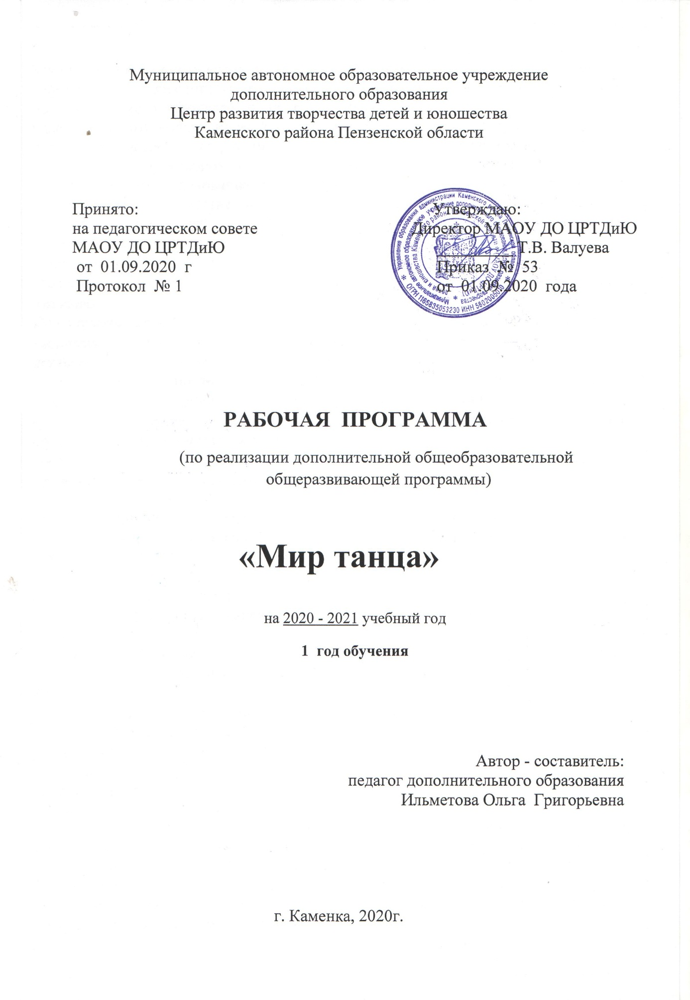 Муниципальное автономное образовательное учреждение
дополнительного образования
Центр развития творчества детей и юношества
Каменского района Пензенской области
Принято:
на педагогическом совете
МАОУ ДО ЦРТДиЮ
от 01.09.2020 г
Протокол № 1
Утверждаю:
Директор МАОУ ДО ЦРТДиЮ
Т.В. Валуева
Приказ № 53
от 01.09.2020 года
Управление образования администрации Каменского района Пензенской области
ОГРН 1165835053230 ИНН 5802005010
РАБОЧАЯ ПРОГРАММА
(по реализации дополнительной общеобразовательной
общеразвивающей программы)
«Мир танца»
на 2020 - 2021 учебный год
1 год обучения
Автор - составитель:
педагог дополнительного образования
Ильметова Ольга Григорьевна
г. Каменка, 2020г.